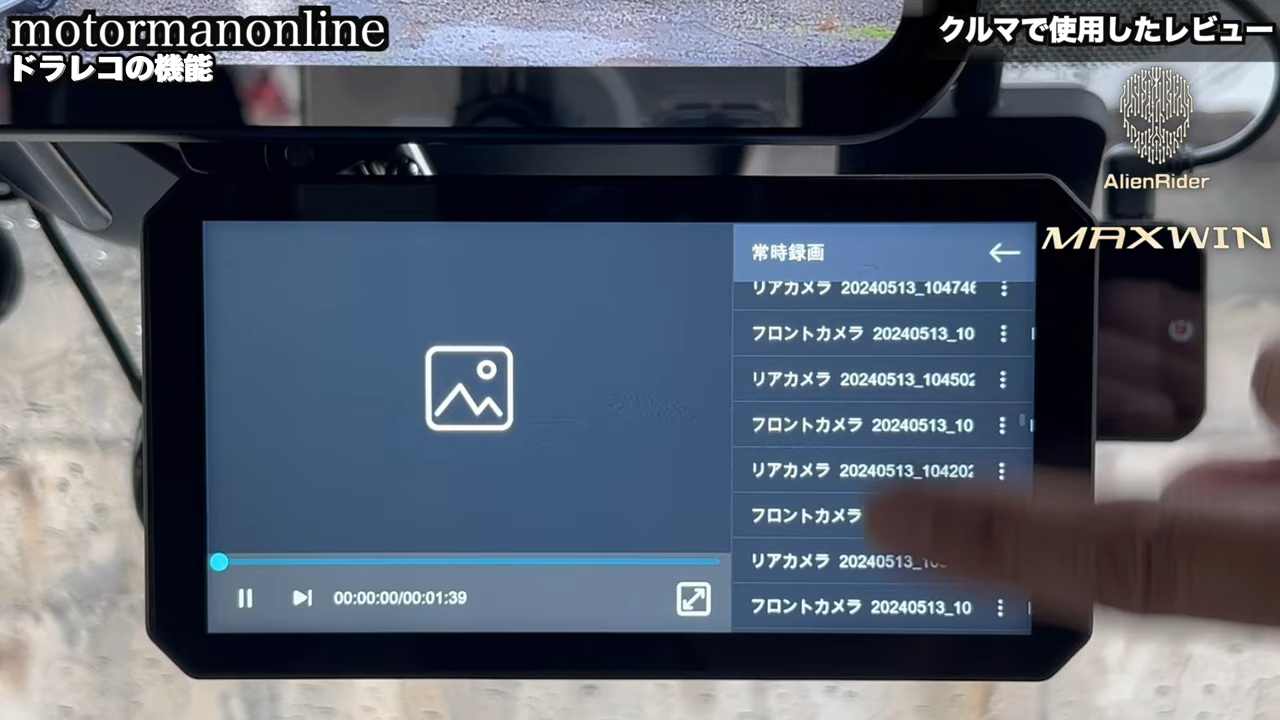 motormanonline
ドラレコの機能
クルマで使用したレビュー
AlienRider
MAXWIN
常時録画
リアカメラ 20240513_104746
フロントカメラ 20240513_10
リアカメラ 20240513_104502
フロントカメラ 20240513_10
リアカメラ 20240513_104202
フロントカメラ
リアカメラ 20240513_10
フロントカメラ 20240513_10
00:00:00/00:01:39